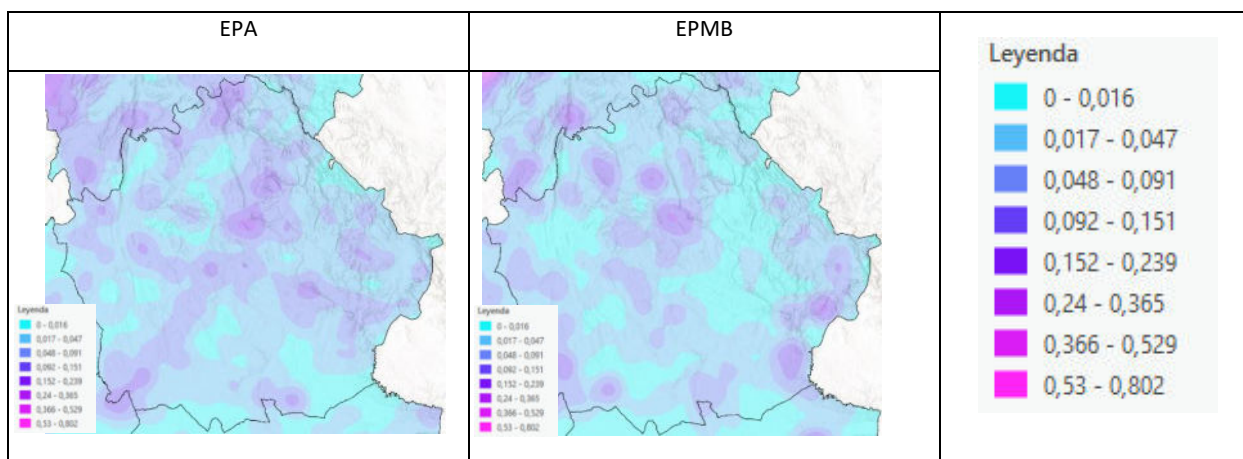 EPA
EPMB
Leyenda
0 - 0,016
0,017 - 0,047
0,048 - 0,091
0,092 - 0,151
0,152 - 0,239
0,24 - 0,365
0,366 - 0,529
0,53 - 0,802
Leyenda
0 - 0,016
0,017 - 0,047
0,048 - 0,091
0,092 - 0,151
0,152 - 0,239
0,24 - 0,365
0,366 - 0,529
0,53 - 0,802
Leyenda
0 - 0,016
0,017 - 0,047
0,048 - 0,091
0,092 - 0,151
0,152 - 0,239
0,24 - 0,365
0,366 - 0,529
0,53 - 0,802